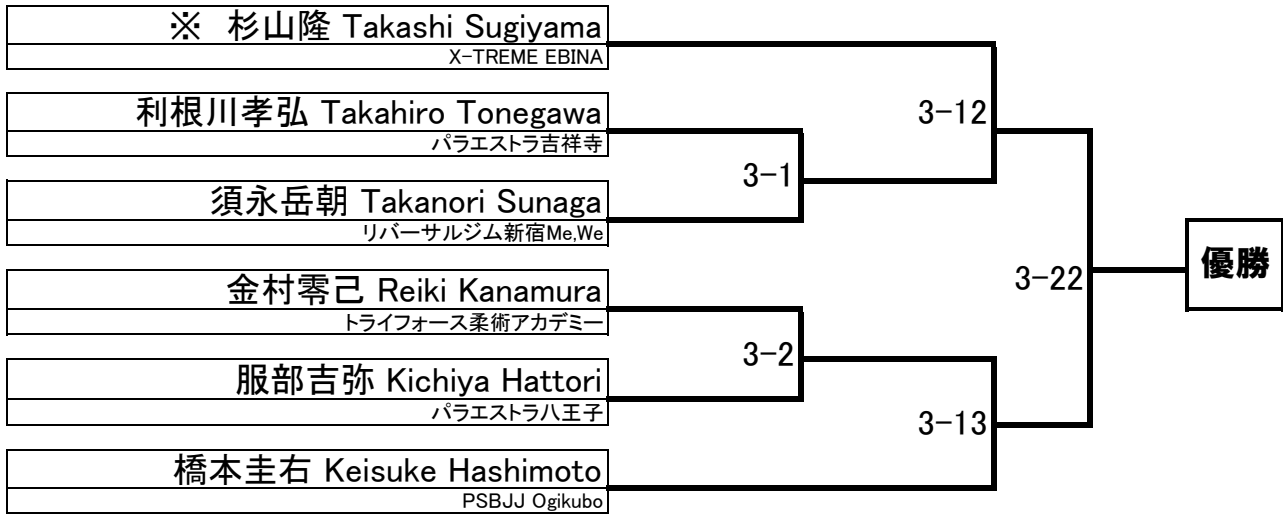 ※ 杉山隆 Takashi Sugiyama
X-TREME EBINA
利根川孝弘 Takahiro Tonegawa
パラエストラ吉祥寺
3-12
3-1
須永岳朝 Takanori Sunaga
リバーサルジム新宿Me,We
優勝
金村零己 Reiki Kanamura
トライフォース柔術アカデミー
3-22
3-2
服部吉弥 Kichiya Hattori
パラエストラ八王子
3-13
橋本圭右 Keisuke Hashimoto
PSBJJ Ogikubo